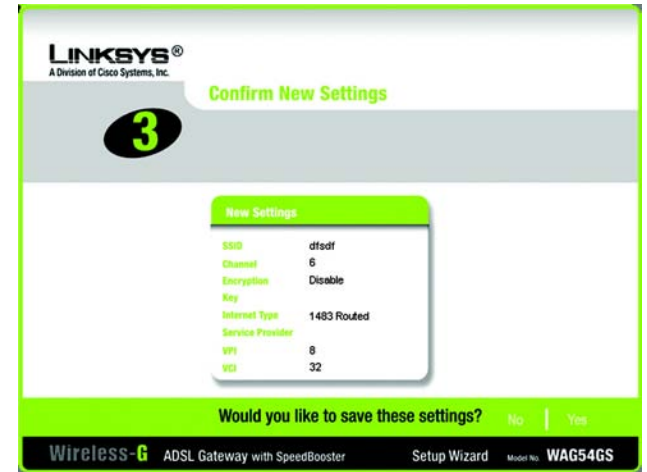 LINKSYS®
A Division of Cisco Systems, Inc.
Confirm New Settings
3
New Settings
SSID dfsdf
Channel 6
Encryption Disable
Key
Internet Type 1483 Routed
Service Provider
VPI 8
VCI 32
Would you like to save these settings? No | Yes
Wireless-G ADSL Gateway with SpeedBooster Setup Wizard Model No. WAG54GS